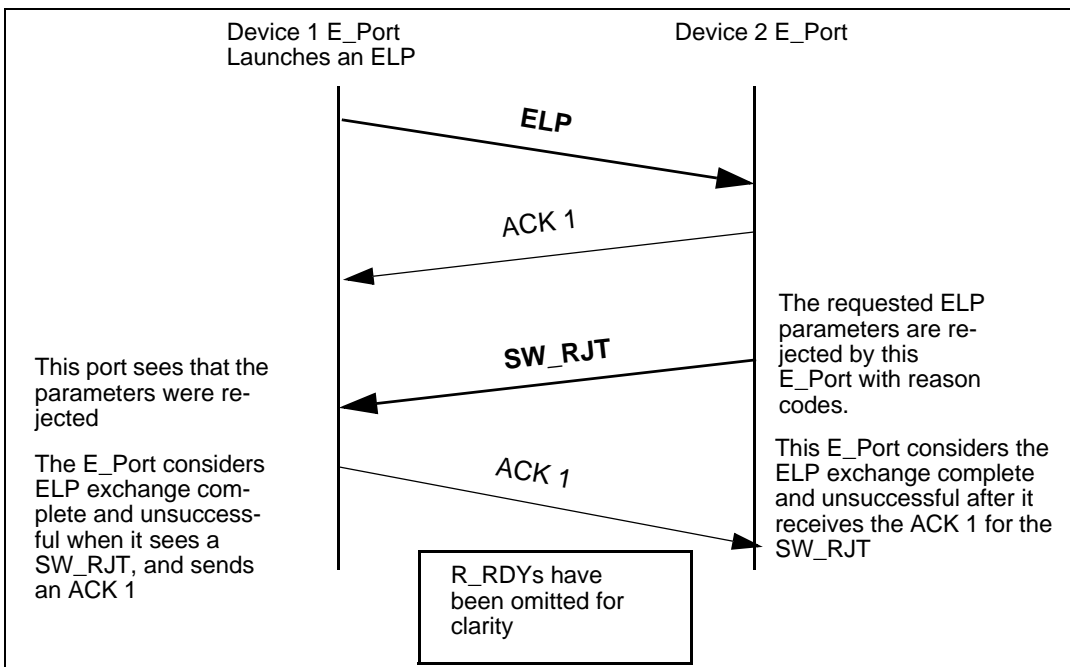 Device 1 E_Port
Launches an ELP
Device 2 E_Port
ELP
ACK 1
The requested ELP
parameters are re-
jected by this
E_Port with reason
codes.
SW_RJT
This port sees that the
parameters were re-
jected
The E_Port considers
ELP exchange com-
plete and unsuccess-
ful when it sees a
SW_RJT, and sends
an ACK 1
ACK 1
This E_Port considers the
ELP exchange complete
and unsuccessful after it
receives the ACK 1 for the
SW_RJT
R_RDYs have
been omitted for
clarity